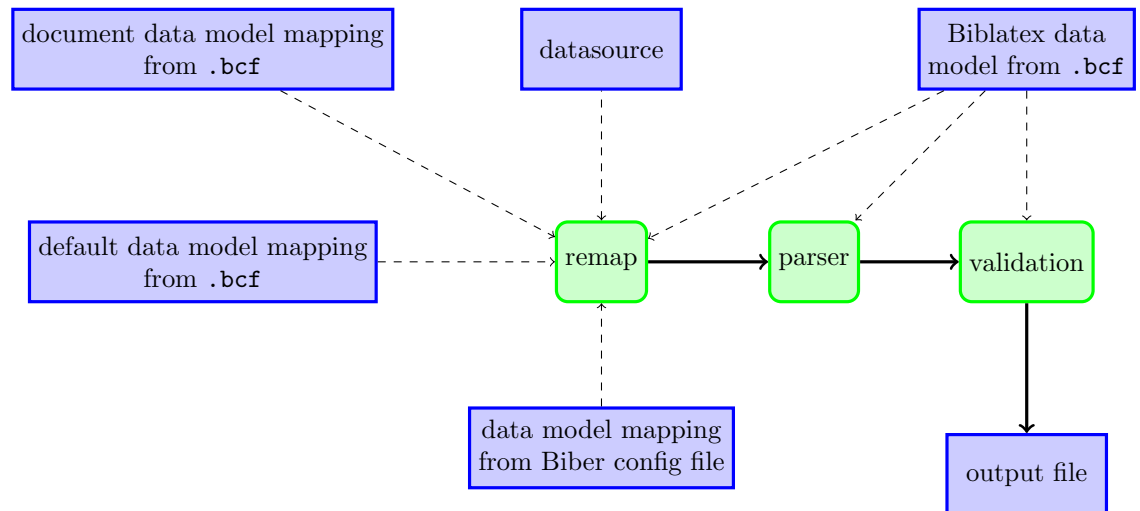 document data model mapping
from .bcf
datasource
Biblatex data
model from .bcf
default data model mapping
from .bcf
remap
parser
validation
data model mapping
from Biber config file
output file